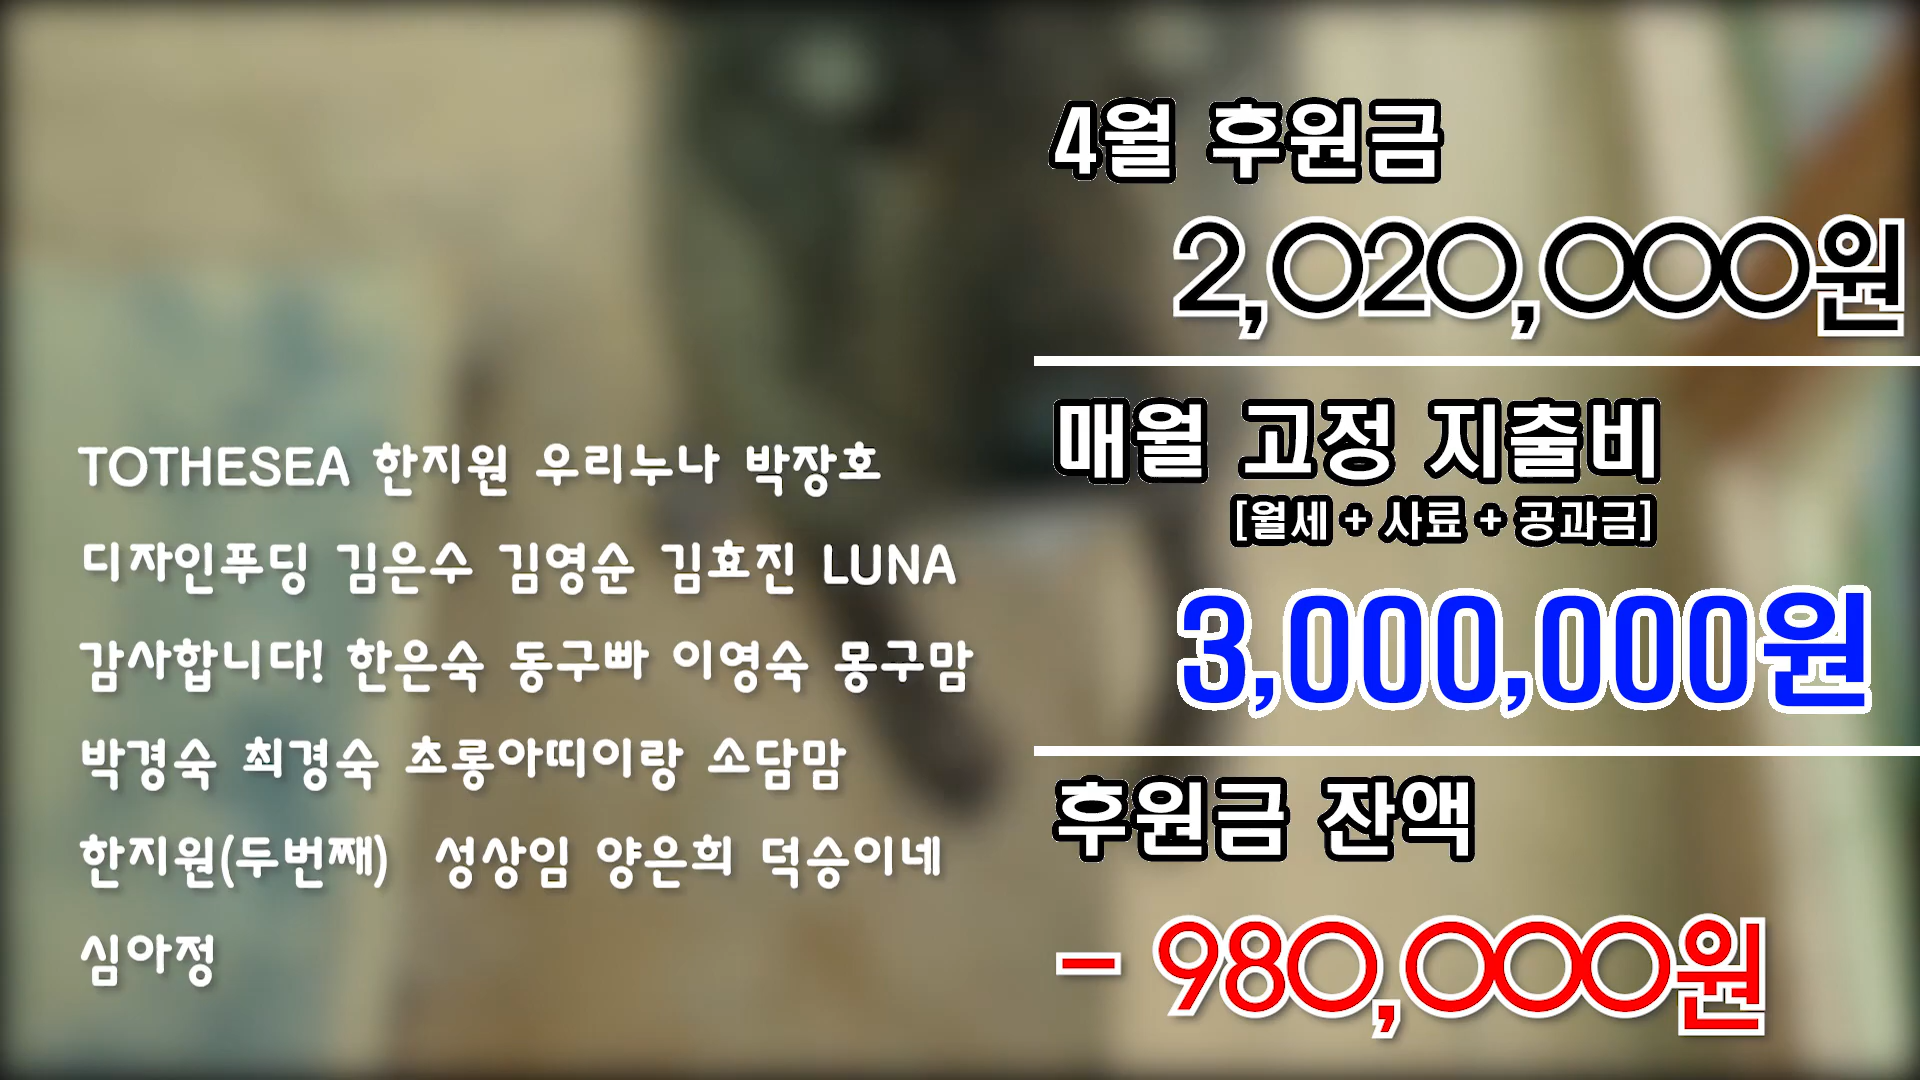 TOTHESEA 한지원 우리누나 박장호
디자인푸딩 김은수 김영순 김효진 LUNA
감사합니다! 한은숙 동구빠 이영숙 몽구맘
박경숙 최경숙 초롱아띠이랑 소담맘
한지원(두번째) 성상임 양은희 덕승이네
심아정
4월 후원금
2,020,000원
매월 고정 지출비
[월세 + 사료 + 공과금]
3,000,000원
후원금 잔액
- 980,000원